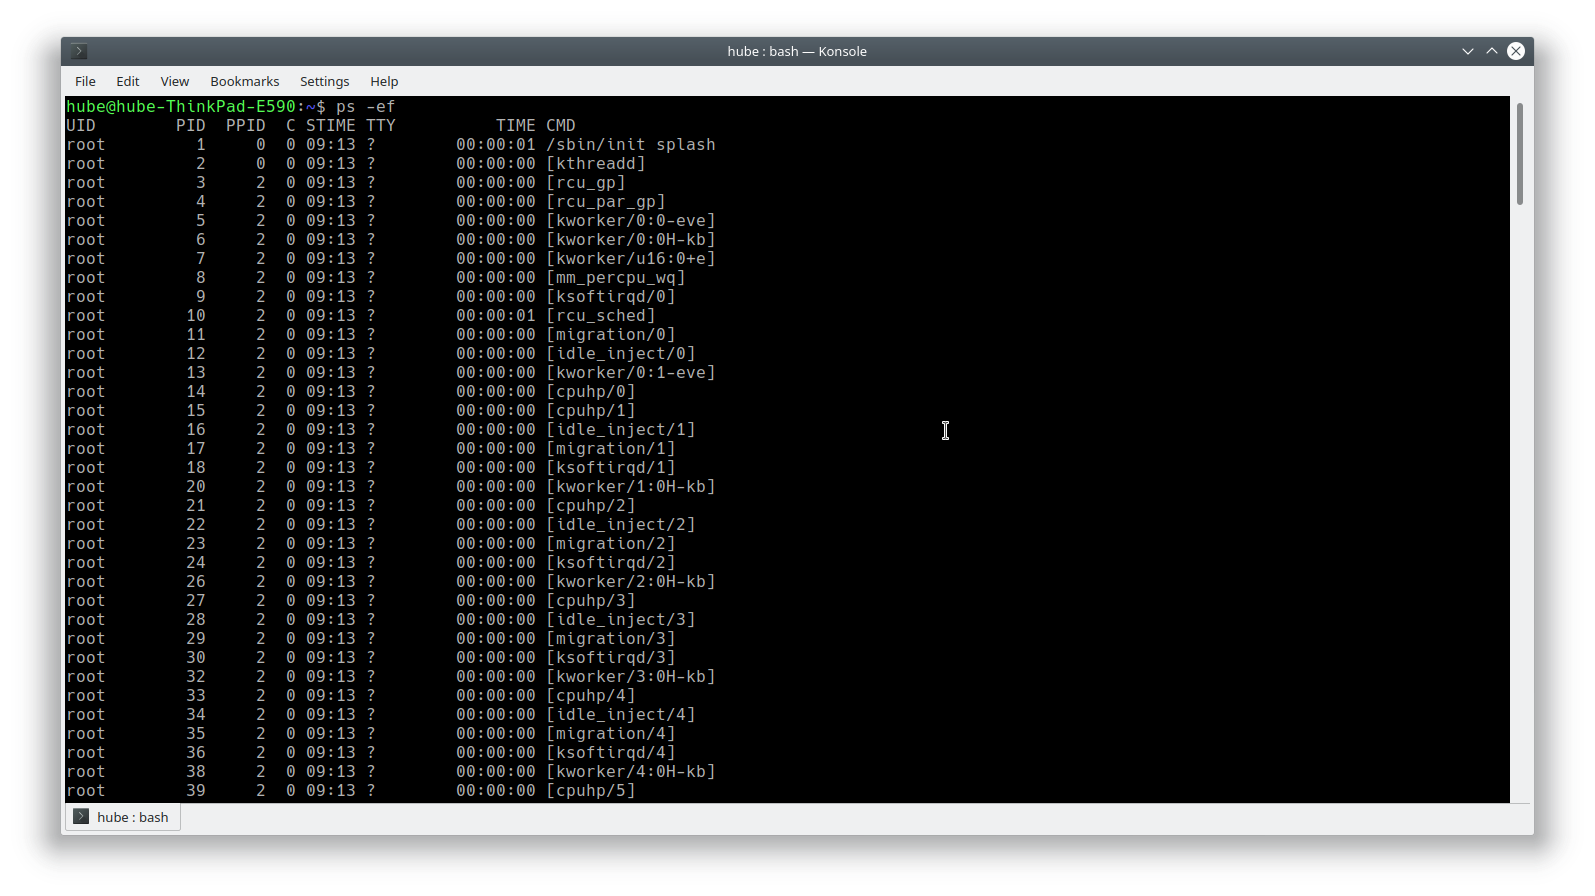 hube : bash — Konsole
File Edit View Bookmarks Settings Help
hube@hube-ThinkPad-E590:~$ ps -ef
UID        PID  PPID  C STIME TTY          TIME CMD
root         1     0  0 09:13 ?        00:00:01 /sbin/init splash
root         2     0  0 09:13 ?        00:00:00 [kthreadd]
root         3     2  0 09:13 ?        00:00:00 [rcu_gp]
root         4     2  0 09:13 ?        00:00:00 [rcu_par_gp]
root         5     2  0 09:13 ?        00:00:00 [kworker/0:0-eve]
root         6     2  0 09:13 ?        00:00:00 [kworker/0:0H-kb]
root         7     2  0 09:13 ?        00:00:00 [kworker/u16:0+e]
root         8     2  0 09:13 ?        00:00:00 [mm_percpu_wq]
root         9     2  0 09:13 ?        00:00:00 [ksoftirqd/0]
root        10     2  0 09:13 ?        00:00:01 [rcu_sched]
root        11     2  0 09:13 ?        00:00:00 [migration/0]
root        12     2  0 09:13 ?        00:00:00 [idle_inject/0]
root        13     2  0 09:13 ?        00:00:00 [kworker/0:1-eve]
root        14     2  0 09:13 ?        00:00:00 [cpuhp/0]
root        15     2  0 09:13 ?        00:00:00 [cpuhp/1]
root        16     2  0 09:13 ?        00:00:00 [idle_inject/1]
root        17     2  0 09:13 ?        00:00:00 [migration/1]
root        18     2  0 09:13 ?        00:00:00 [ksoftirqd/1]
root        20     2  0 09:13 ?        00:00:00 [kworker/1:0H-kb]
root        21     2  0 09:13 ?        00:00:00 [cpuhp/2]
root        22     2  0 09:13 ?        00:00:00 [idle_inject/2]
root        23     2  0 09:13 ?        00:00:00 [migration/2]
root        24     2  0 09:13 ?        00:00:00 [ksoftirqd/2]
root        26     2  0 09:13 ?        00:00:00 [kworker/2:0H-kb]
root        27     2  0 09:13 ?        00:00:00 [cpuhp/3]
root        28     2  0 09:13 ?        00:00:00 [idle_inject/3]
root        29     2  0 09:13 ?        00:00:00 [migration/3]
root        30     2  0 09:13 ?        00:00:00 [ksoftirqd/3]
root        32     2  0 09:13 ?        00:00:00 [kworker/3:0H-kb]
root        33     2  0 09:13 ?        00:00:00 [cpuhp/4]
root        34     2  0 09:13 ?        00:00:00 [idle_inject/4]
root        35     2  0 09:13 ?        00:00:00 [migration/4]
root        36     2  0 09:13 ?        00:00:00 [ksoftirqd/4]
root        38     2  0 09:13 ?        00:00:00 [kworker/4:0H-kb]
root        39     2  0 09:13 ?        00:00:00 [cpuhp/5]
hube : bash